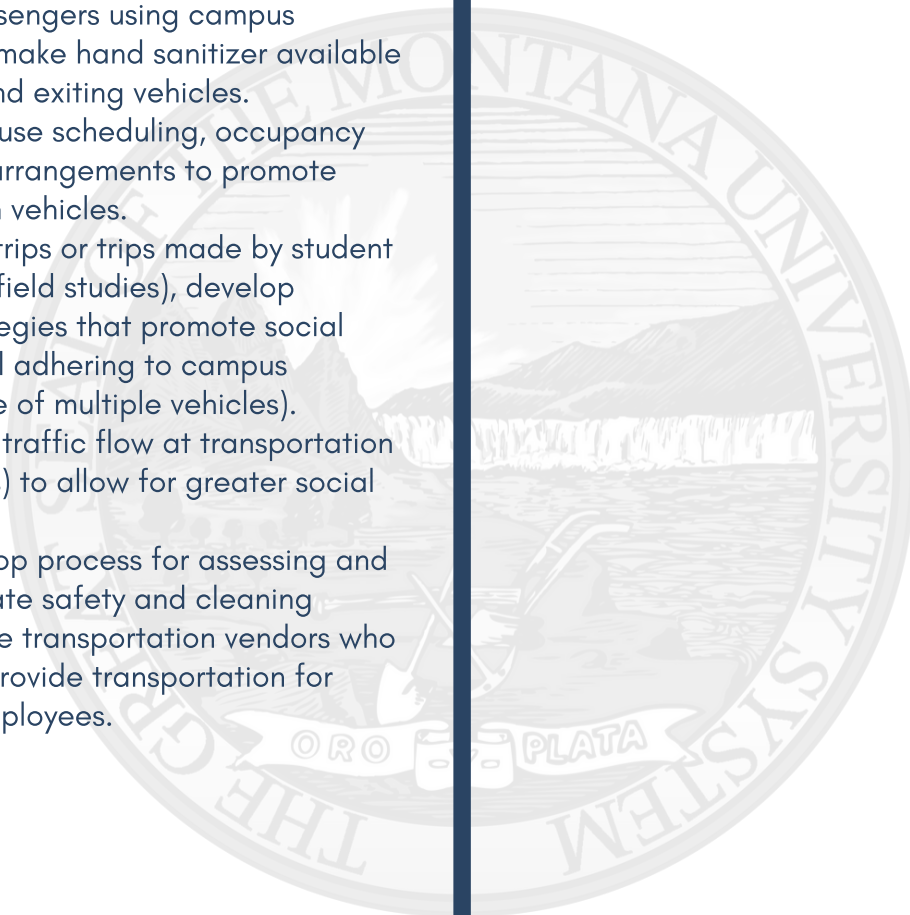 sengers using campus
make hand sanitizer available
nd exiting vehicles.
use scheduling, occupancy
arrangements to promote
vehicles.
trips or trips made by student
field studies), develop
egies that promote social
adhering to campus
e of multiple vehicles).
traffic flow at transportation
) to allow for greater social
op process for assessing and
ate safety and cleaning
e transportation vendors who
rovide transportation for
ployees.
THE GREAT SEAL OF THE MONTANA UNIVERSITY SYSTEM
ORO -Y- PLATA